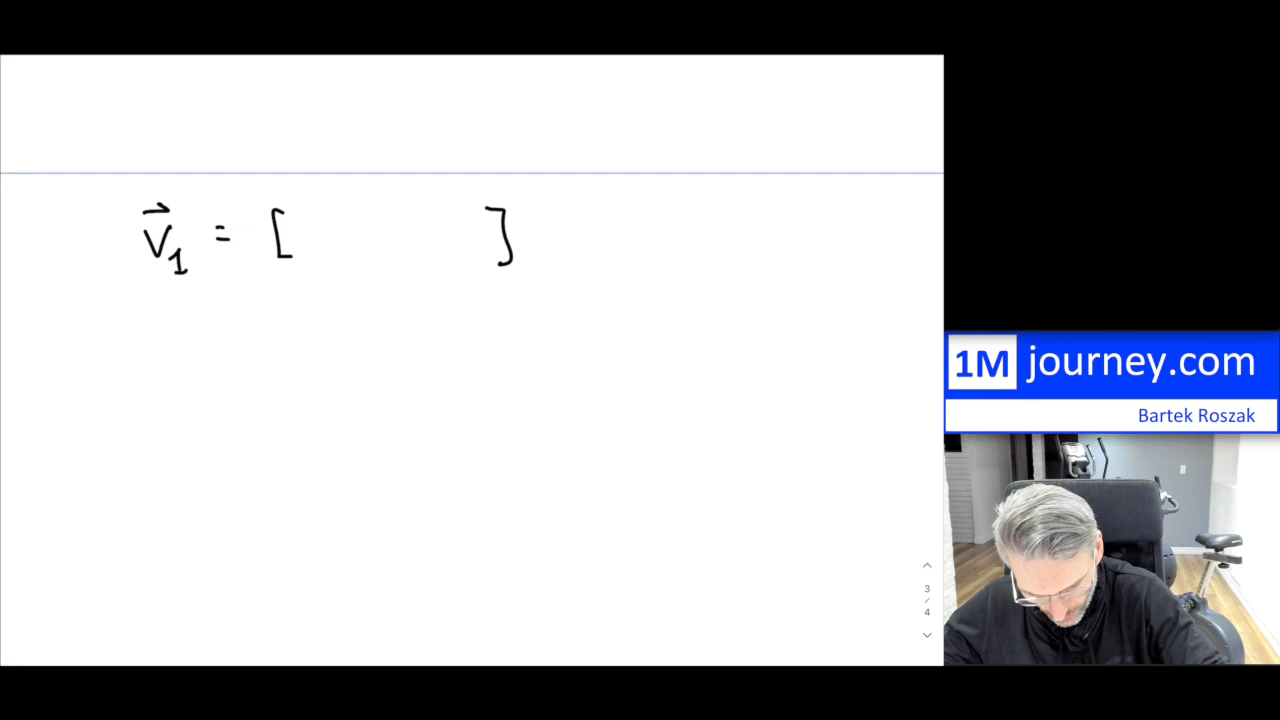 v⃗₁ = [ ]
1M journey.com
Bartek Roszak
3
/
4